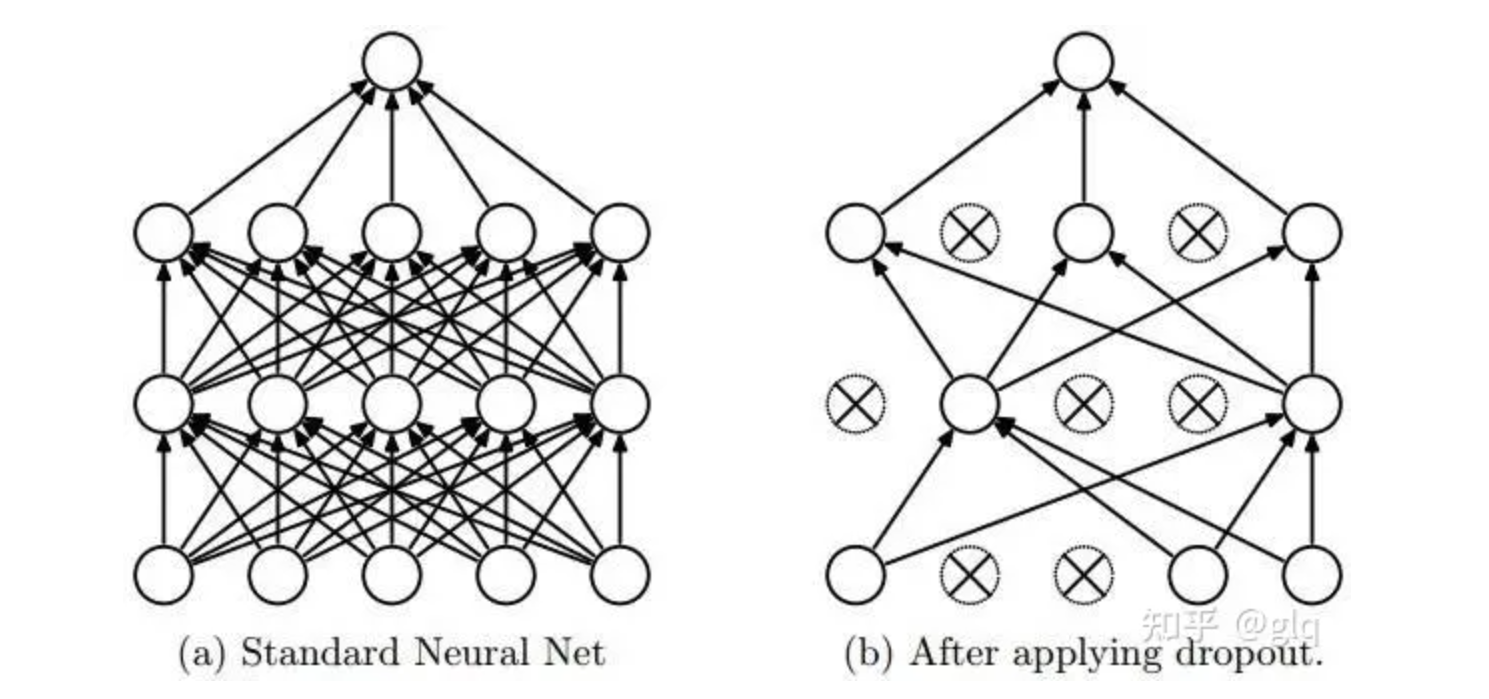 (a) Standard Neural Net
(b) After applying dropout.
知乎 @glq